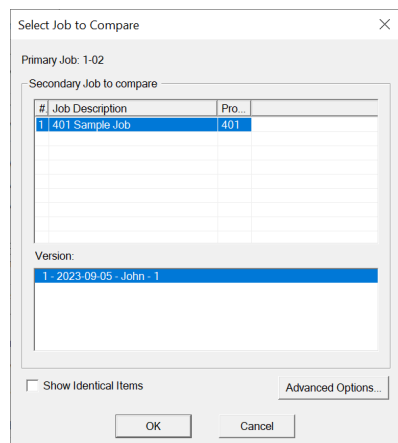 Select Job to Compare
Primary Job: 1-02
Secondary Job to compare
# Job Description Pro...
1 401 Sample Job 401
Version:
1 - 2023-09-05 - John - 1
Show Identical Items
Advanced Options...
OK Cancel